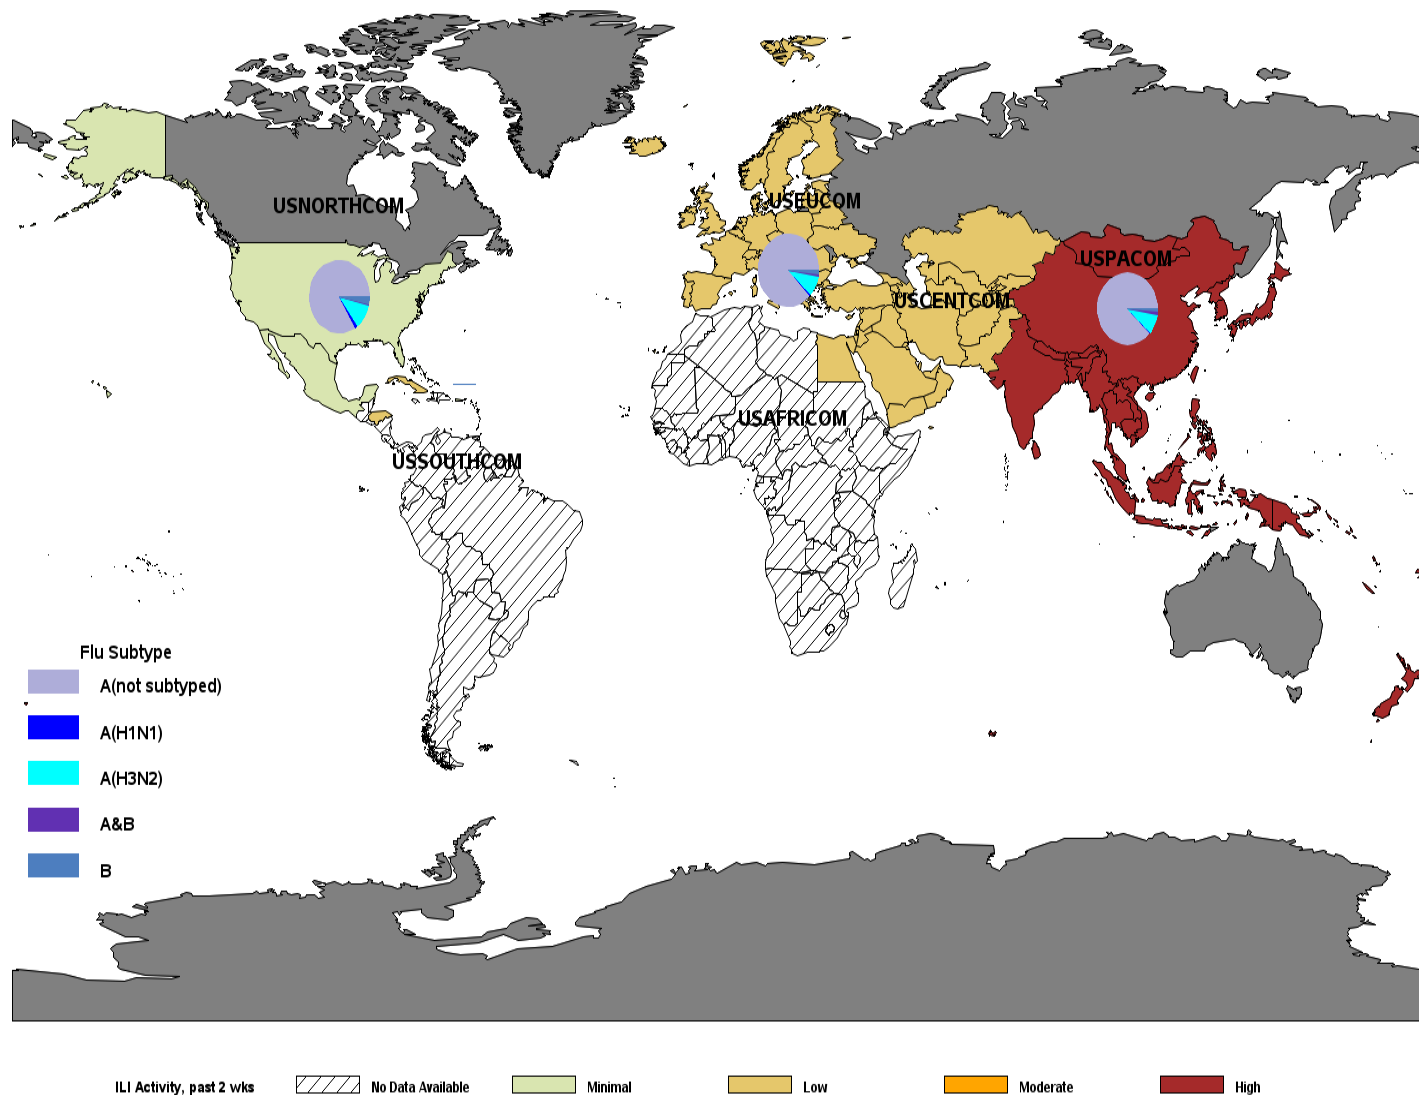 USNORTHCOM
USEUCOM
USPACOM
USCENTCOM
USAFRICOM
USSOUTHCOM
Flu Subtype
A(not subtyped)
A(H1N1)
A(H3N2)
A&B
B
ILI Activity, past 2 wks No Data Available Minimal Low Moderate High